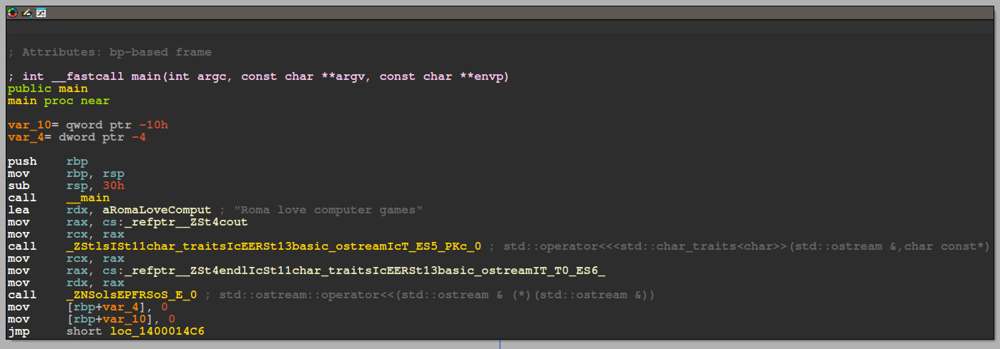 ; Attributes: bp-based frame
; int __fastcall main(int argc, const char **argv, const char **envp)
public main
main proc near
var_10= qword ptr -10h
var_4= dword ptr -4
push rbp
mov rbp, rsp
sub rsp, 30h
call __main
lea rdx, aRomaLoveComput ; "Roma love computer games"
mov rax, cs:_refptr__ZSt4cout
mov rcx, rax
call _ZStlsISt11char_traitsIcEERSt13basic_ostreamIcT_ES5_PKc_0 ; std::operator<<<std::char_traits<char>>(std::ostream &,char const*)
mov rcx, rax
mov rax, cs:_refptr__ZSt4endlIcSt11char_traitsIcEERSt13basic_ostreamIT_T0_ES6_
mov rdx, rax
call _ZNSolsEPFRSoS_E_0 ; std::ostream::operator<<(std::ostream & (*)(std::ostream &))
mov [rbp+var_4], 0
mov [rbp+var_10], 0
jmp short loc_1400014C6